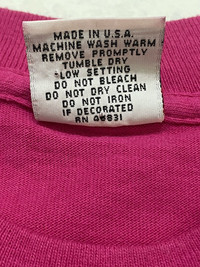 MADE IN U.S.A.
MACHINE WASH WARM
REMOVE PROMPTLY
TUMBLE DRY
LOW SETTING
DO NOT BLEACH
DO NOT DRY CLEAN
DO NOT IRON
IF DECORATED
RN